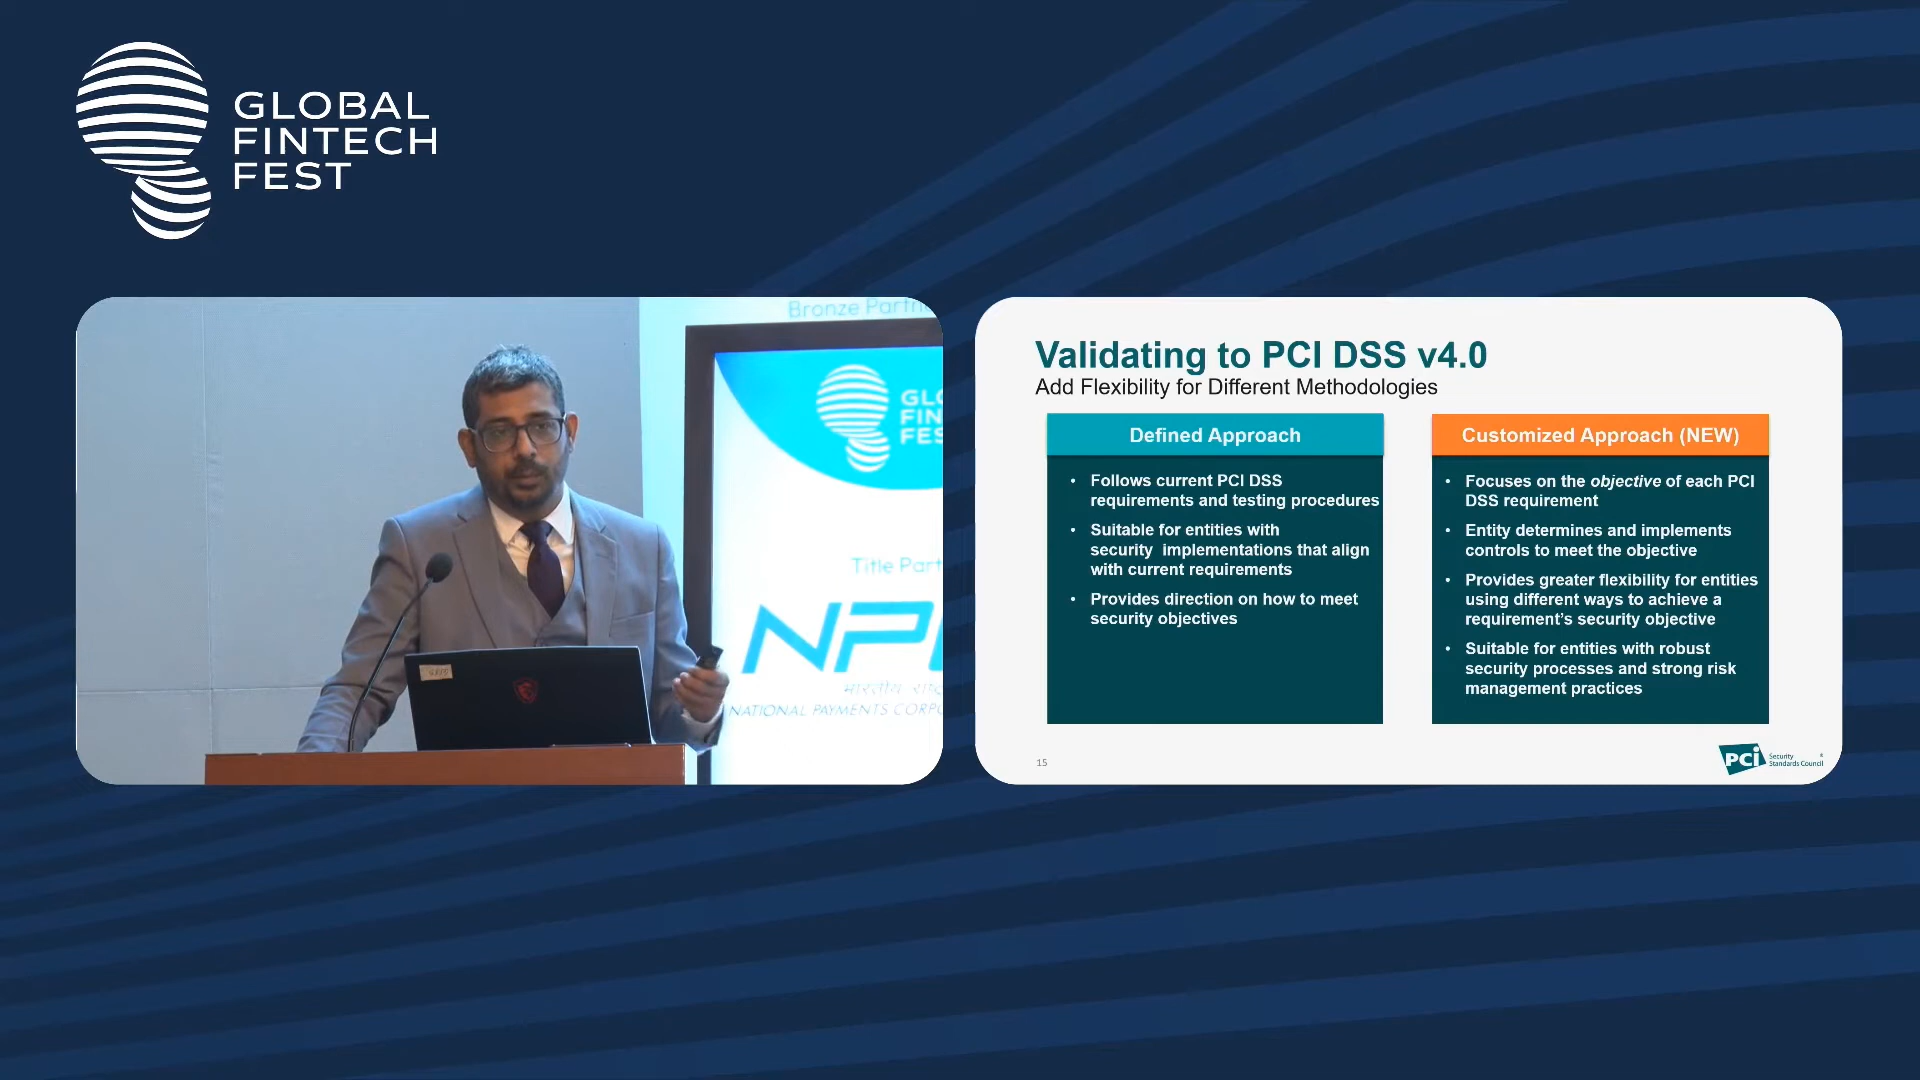 GLOBAL
FINTECH
FEST
Bronze
Title
NATIONAL PAYMENTS
Validating to PCI DSS v4.0
Add Flexibility for Different Methodologies
Defined Approach
• Follows current PCI DSS
requirements and testing procedures
• Suitable for entities with
security implementations that align
with current requirements
• Provides direction on how to meet
security objectives
Customized Approach (NEW)
• Focuses on the objective of each PCI
DSS requirement
• Entity determines and implements
controls to meet the objective
• Provides greater flexibility for entities
using different ways to achieve a
requirement's security objective
• Suitable for entities with robust
security processes and strong risk
management practices
15
PCI Security
Standards Council ®